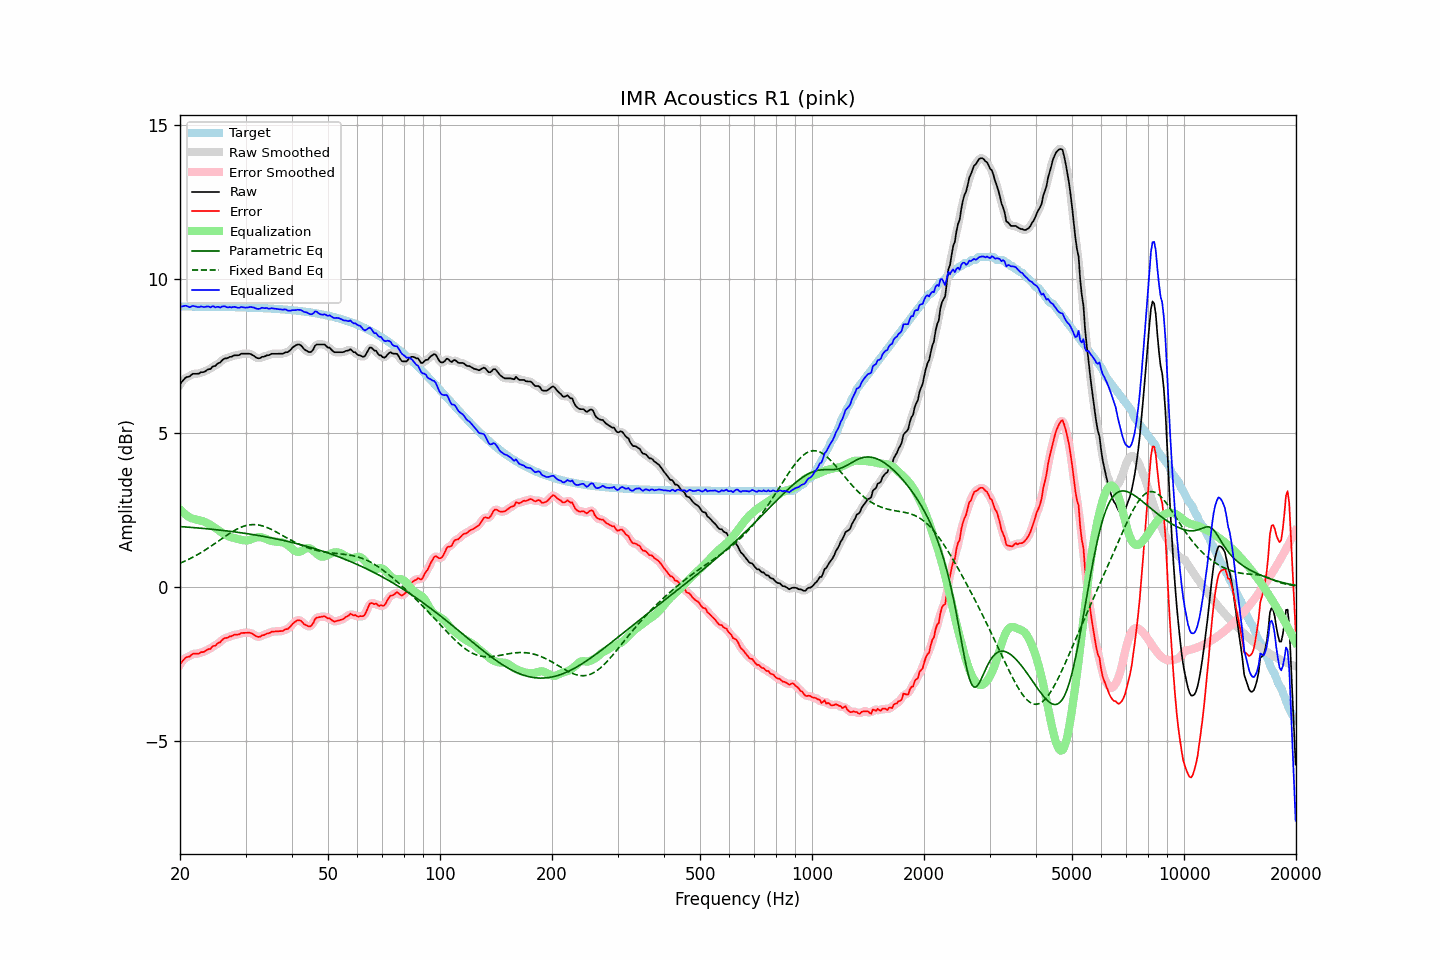 IMR Acoustics R1 (pink)
Target
Raw Smoothed
Error Smoothed
Raw
Error
Equalization
Parametric Eq
Fixed Band Eq
Equalized
15
10
5
0
−5
Amplitude (dBr)
20
50
100
200
500
1000
2000
5000
10000
20000
Frequency (Hz)